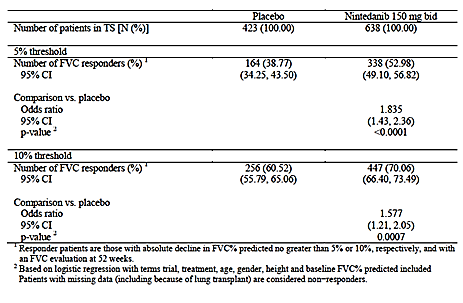 Placebo Nintedanib 150 mg bid
Number of patients in TS [N (%)] 423 (100.00) 638 (100.00)
5% threshold
Number of FVC responders (%) 1 164 (38.77) 338 (52.98)
95% CI (34.25, 43.50) (49.10, 56.82)
Comparison vs. placebo
Odds ratio 1.835
95% CI (1.43, 2.36)
p-value 2 <0.0001
10% threshold
Number of FVC responders (%) 1 256 (60.52) 447 (70.06)
95% CI (55.79, 65.06) (66.40, 73.49)
Comparison vs. placebo
Odds ratio 1.577
95% CI (1.21, 2.05)
p-value 2 0.0007
1 Responder patients are those with absolute decline in FVC% predicted no greater than 5% or 10%, respectively, and with
an FVC evaluation at 52 weeks.
2 Based on logistic regression with terms trial, treatment, age, gender, height and baseline FVC% predicted included
Patients with missing data (including because of lung transplant) are considered non-responders.